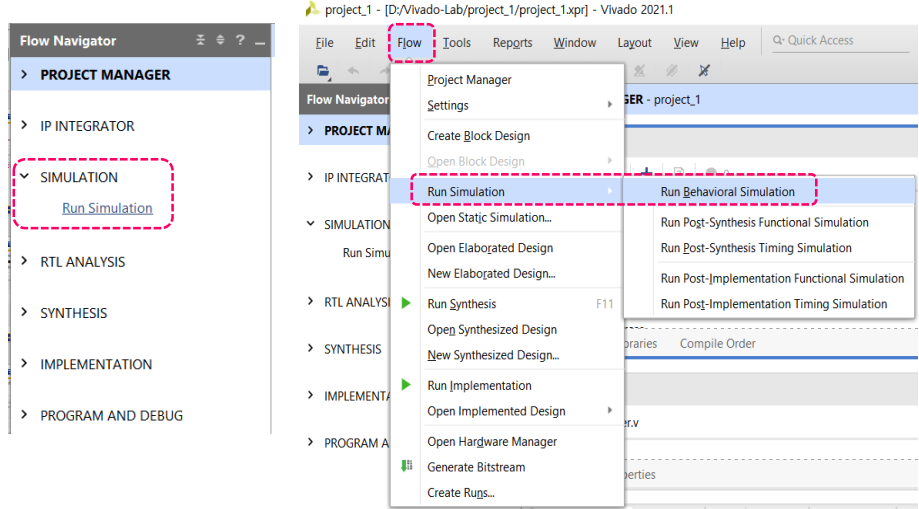 Flow Navigator
PROJECT MANAGER
IP INTEGRATOR
SIMULATION
Run Simulation
RTL ANALYSIS
SYNTHESIS
IMPLEMENTATION
PROGRAM AND DEBUG
project_1 - [D:/Vivado-Lab/project_1/project_1.xpr] - Vivado 2021.1
File Edit Flow Tools Reports Window Layout View Help Quick Access
Flow Navigator
PROJECT MA
IP INTEGRAT
SIMULATION
Run Simu
RTL ANALYSI
SYNTHESIS
IMPLEMENTA
PROGRAM A
Project Manager
Settings
Create Block Design
Open Block Design
Run Simulation
Open Static Simulation...
Open Elaborated Design
New Elaborated Design...
Run Synthesis F11
Open Synthesized Design
New Synthesized Design...
Run Implementation
Open Implemented Design
Open Hardware Manager
Generate Bitstream
Create Runs...
GER - project_1
Run Behavioral Simulation
Run Post-Synthesis Functional Simulation
Run Post-Synthesis Timing Simulation
Run Post-Implementation Functional Simulation
Run Post-Implementation Timing Simulation
braries Compile Order
er.v
perties